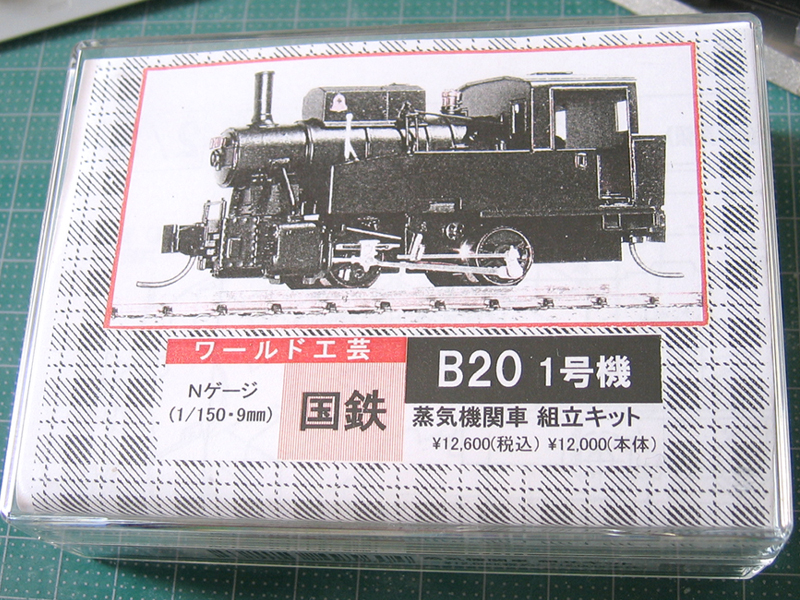 ワールド工芸
B20 1号機
Nゲージ
(1/150・9mm)
国鉄
蒸気機関車 組立キット
¥12,600(税込) ¥12,000(本体)